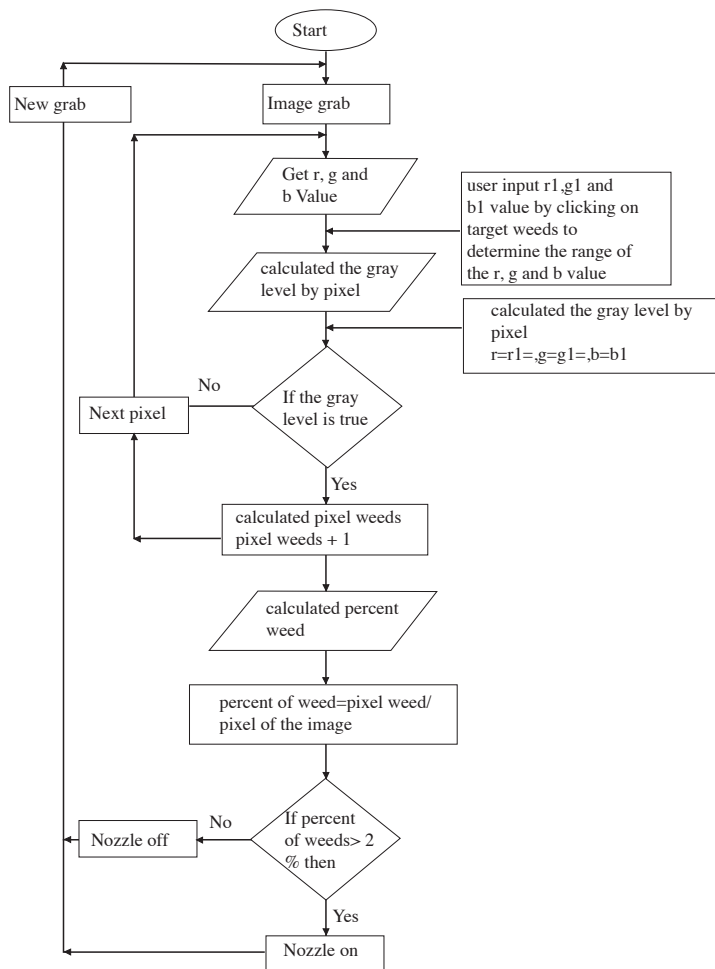 Start
New grab
Image grab
Get r, g and
b Value
user input r1,g1 and
b1 value by clicking on
target weeds to
determine the range of
the r, g and b value
calculated the gray
level by pixel
calculated the gray level by
pixel
r=r1=,g=g1=,b=b1
No
If the gray
level is true
Next pixel
Yes
calculated pixel weeds
pixel weeds + 1
calculated percent
weed
percent of weed=pixel weed/
pixel of the image
If percent
of weeds> 2
% then
No
Nozzle off
Yes
Nozzle on